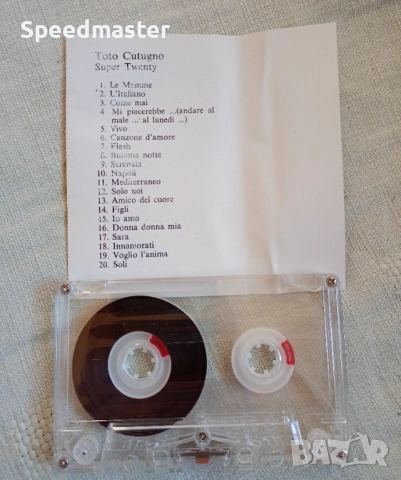 Speedmaster
Toto Cutugno
Super Twenty
1. Le Mamme
2. L'Italiano
3. Come mai
4 Mi piacerebbe ...(andare al
male ... al lunedi ...)
5. Vivo
6. Canzone d'amore
7. Flash
8. Buonna notte
9. Serenata
10. Napoli
11. Mediterraneo
12. Solo noi
13. Amico del cuore
14. Figli
15. Io amo
16. Donna donna mia
17. Sara
18. Innamorati
19. Voglio l'anima
20. Soli
BAZAR